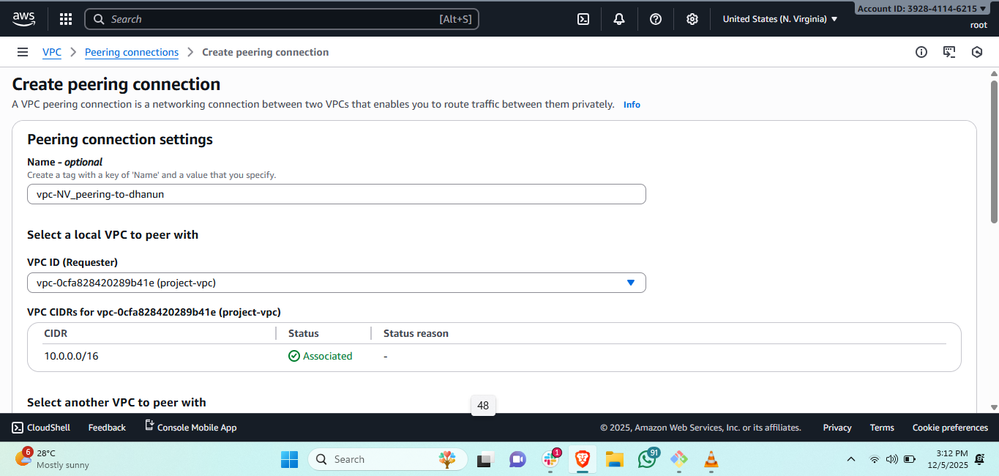 aws
Search [Alt+S]
United States (N. Virginia)
Account ID: 3928-4114-6215
root
VPC > Peering connections > Create peering connection
Create peering connection
A VPC peering connection is a networking connection between two VPCs that enables you to route traffic between them privately. Info
Peering connection settings
Name - optional
Create a tag with a key of 'Name' and a value that you specify.
vpc-NV_peering-to-dhanun
Select a local VPC to peer with
VPC ID (Requester)
vpc-0cfa828420289b41e (project-vpc)
VPC CIDRs for vpc-0cfa828420289b41e (project-vpc)
CIDR Status Status reason
10.0.0.0/16 Associated -
Select another VPC to peer with
48
CloudShell Feedback Console Mobile App © 2025, Amazon Web Services, Inc. or its affiliates. Privacy Terms Cookie preferences
6
28°C
Mostly sunny
Search
1
91
3:12 PM
12/5/2025